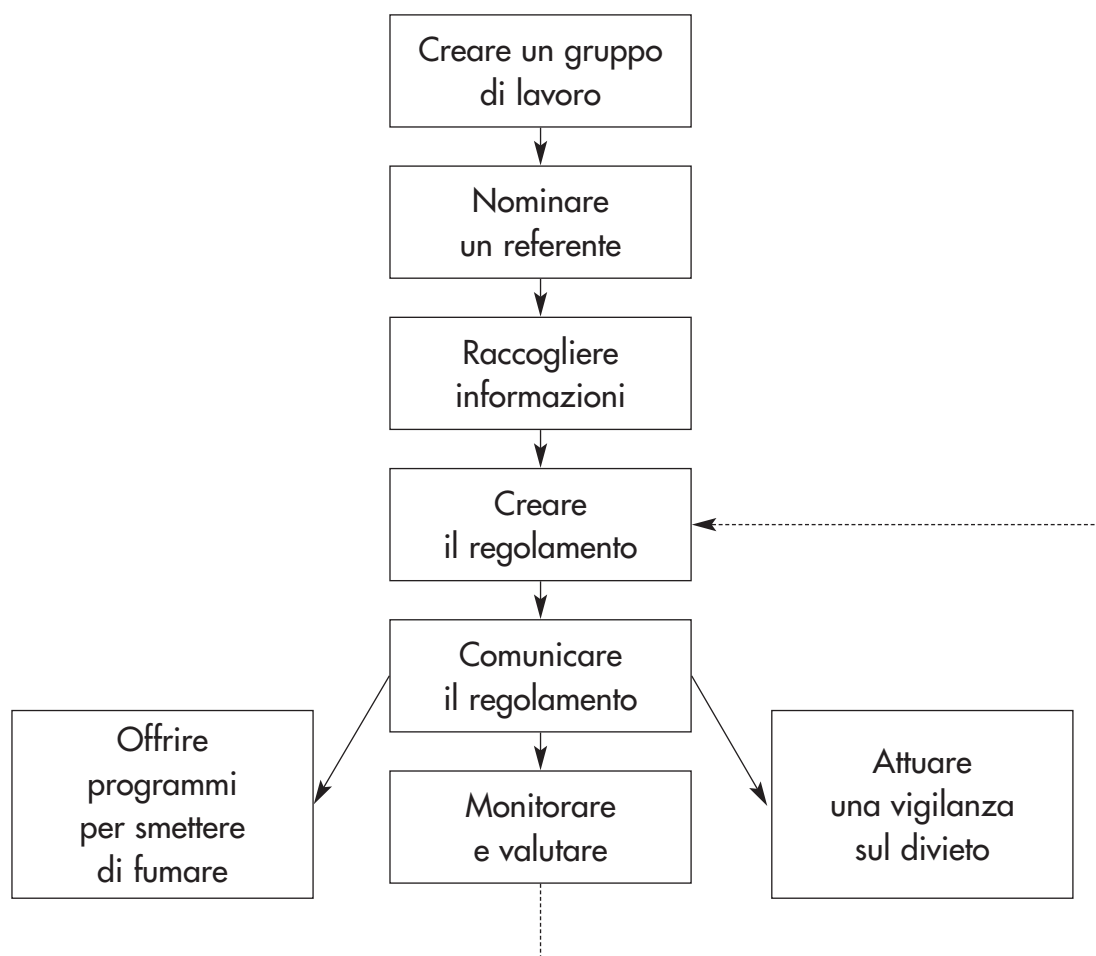 Creare un gruppo
di lavoro
Nominare
un referente
Raccogliere
informazioni
Creare
il regolamento
Comunicare
il regolamento
Offrire
programmi
per smettere
di fumare
Monitorare
e valutare
Attuare
una vigilanza
sul divieto